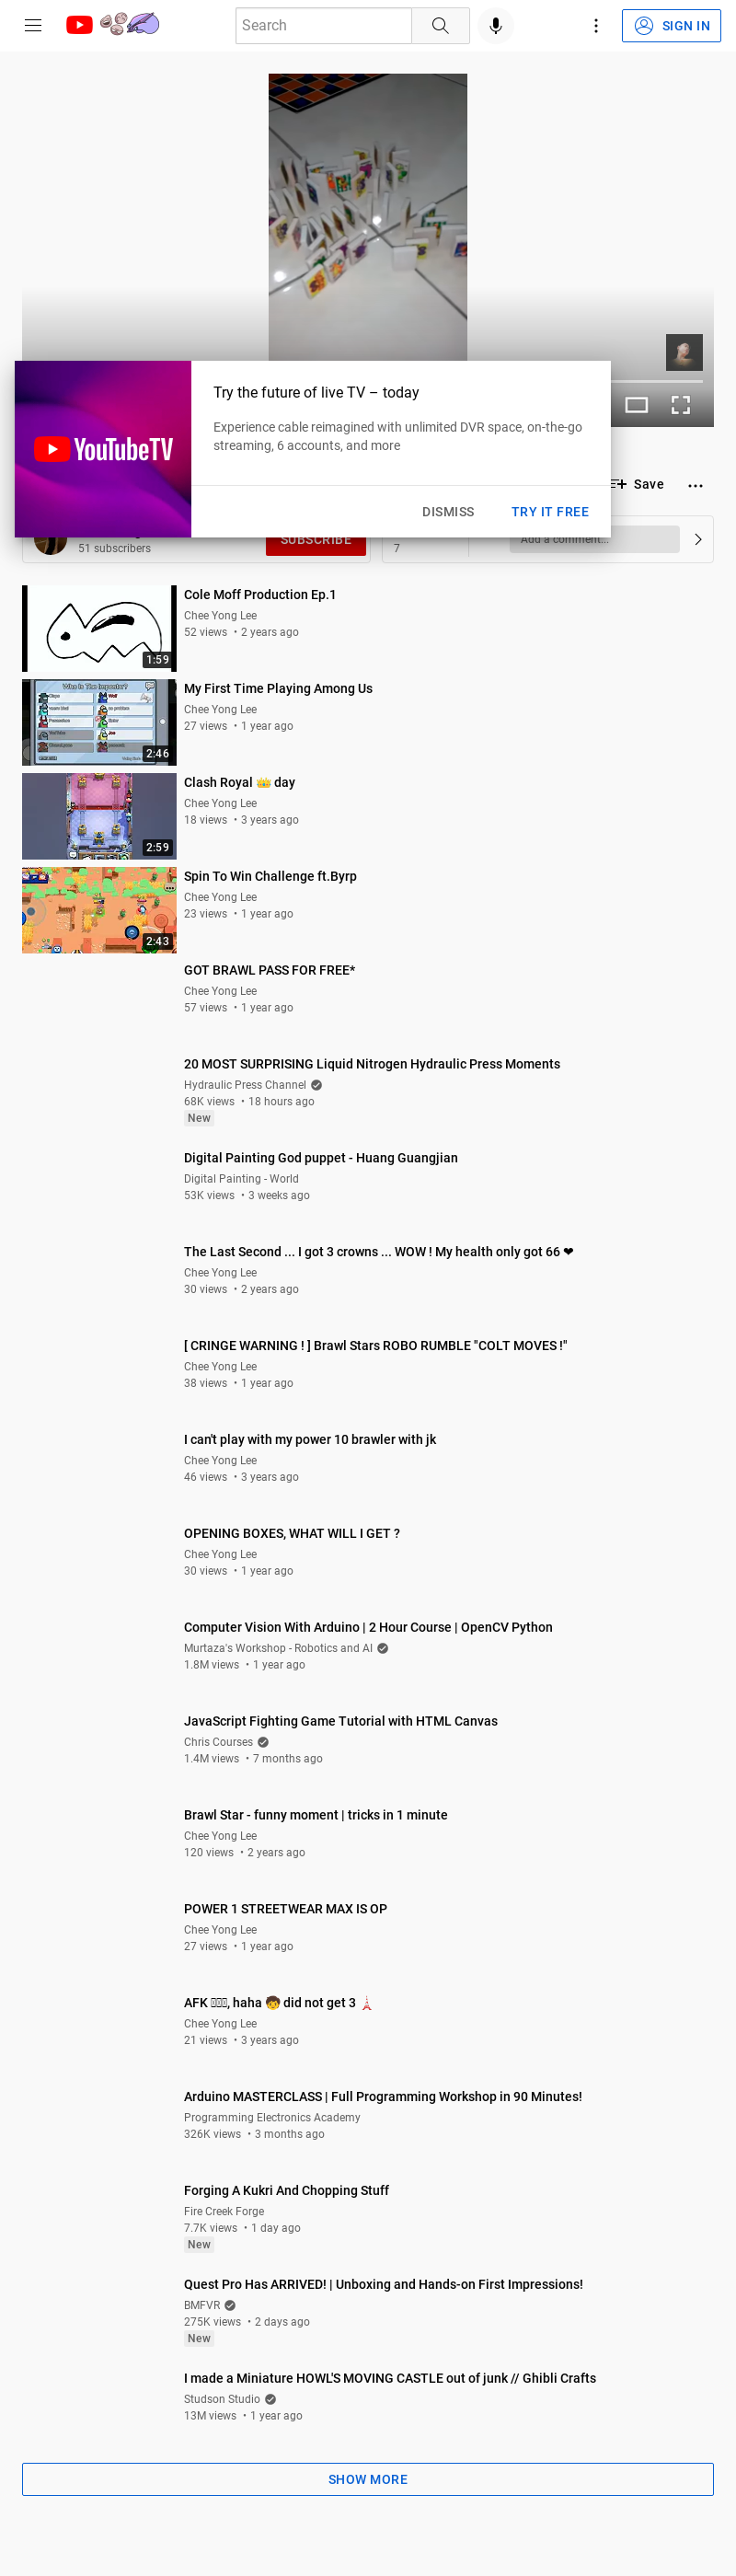 Search
SIGN IN
YouTubeTV
Try the future of live TV – today
Experience cable reimagined with unlimited DVR space, on-the-go
streaming, 6 accounts, and more
DISMISS
TRY IT FREE
Save
51 subscribers
SUBSCRIBE
7
Add a comment...
1:59
Cole Moff Production Ep.1
Chee Yong Lee
52 views • 2 years ago
2:46
My First Time Playing Among Us
Chee Yong Lee
27 views • 1 year ago
2:59
Clash Royal 👑 day
Chee Yong Lee
18 views • 3 years ago
2:43
Spin To Win Challenge ft.Byrp
Chee Yong Lee
23 views • 1 year ago
GOT BRAWL PASS FOR FREE*
Chee Yong Lee
57 views • 1 year ago
20 MOST SURPRISING Liquid Nitrogen Hydraulic Press Moments
Hydraulic Press Channel
68K views • 18 hours ago
New
Digital Painting God puppet - Huang Guangjian
Digital Painting - World
53K views • 3 weeks ago
The Last Second ... I got 3 crowns ... WOW ! My health only got 66 ❤
Chee Yong Lee
30 views • 2 years ago
[ CRINGE WARNING ! ] Brawl Stars ROBO RUMBLE "COLT MOVES !"
Chee Yong Lee
38 views • 1 year ago
I can't play with my power 10 brawler with jk
Chee Yong Lee
46 views • 3 years ago
OPENING BOXES, WHAT WILL I GET ?
Chee Yong Lee
30 views • 1 year ago
Computer Vision With Arduino | 2 Hour Course | OpenCV Python
Murtaza's Workshop - Robotics and AI
1.8M views • 1 year ago
JavaScript Fighting Game Tutorial with HTML Canvas
Chris Courses
1.4M views • 7 months ago
Brawl Star - funny moment | tricks in 1 minute
Chee Yong Lee
120 views • 2 years ago
POWER 1 STREETWEAR MAX IS OP
Chee Yong Lee
27 views • 1 year ago
AFK , haha 🧒 did not get 3 🗼
Chee Yong Lee
21 views • 3 years ago
Arduino MASTERCLASS | Full Programming Workshop in 90 Minutes!
Programming Electronics Academy
326K views • 3 months ago
Forging A Kukri And Chopping Stuff
Fire Creek Forge
7.7K views • 1 day ago
New
Quest Pro Has ARRIVED! | Unboxing and Hands-on First Impressions!
BMFVR
275K views • 2 days ago
New
I made a Miniature HOWL'S MOVING CASTLE out of junk // Ghibli Crafts
Studson Studio
13M views • 1 year ago
SHOW MORE